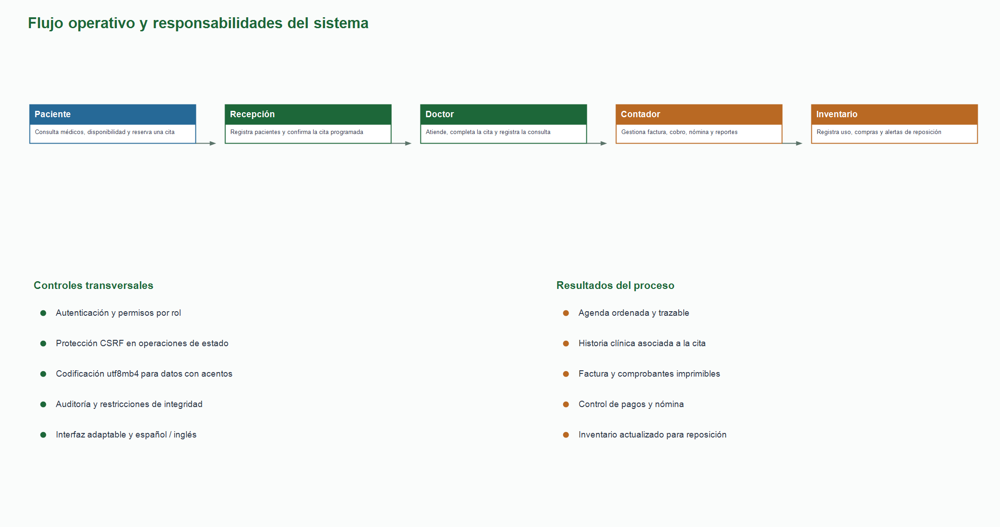 Flujo operativo y responsabilidades del sistema
Paciente
Consulta médicos, disponibilidad y reserva una cita
Recepción
Registra pacientes y confirma la cita programada
Doctor
Atiende, completa la cita y registra la consulta
Contador
Gestiona factura, cobro, nómina y reportes
Inventario
Registra uso, compras y alertas de reposición
Controles transversales
Autenticación y permisos por rol
Protección CSRF en operaciones de estado
Codificación utf8mb4 para datos con acentos
Auditoría y restricciones de integridad
Interfaz adaptable y español / inglés
Resultados del proceso
Agenda ordenada y trazable
Historia clínica asociada a la cita
Factura y comprobantes imprimibles
Control de pagos y nómina
Inventario actualizado para reposición